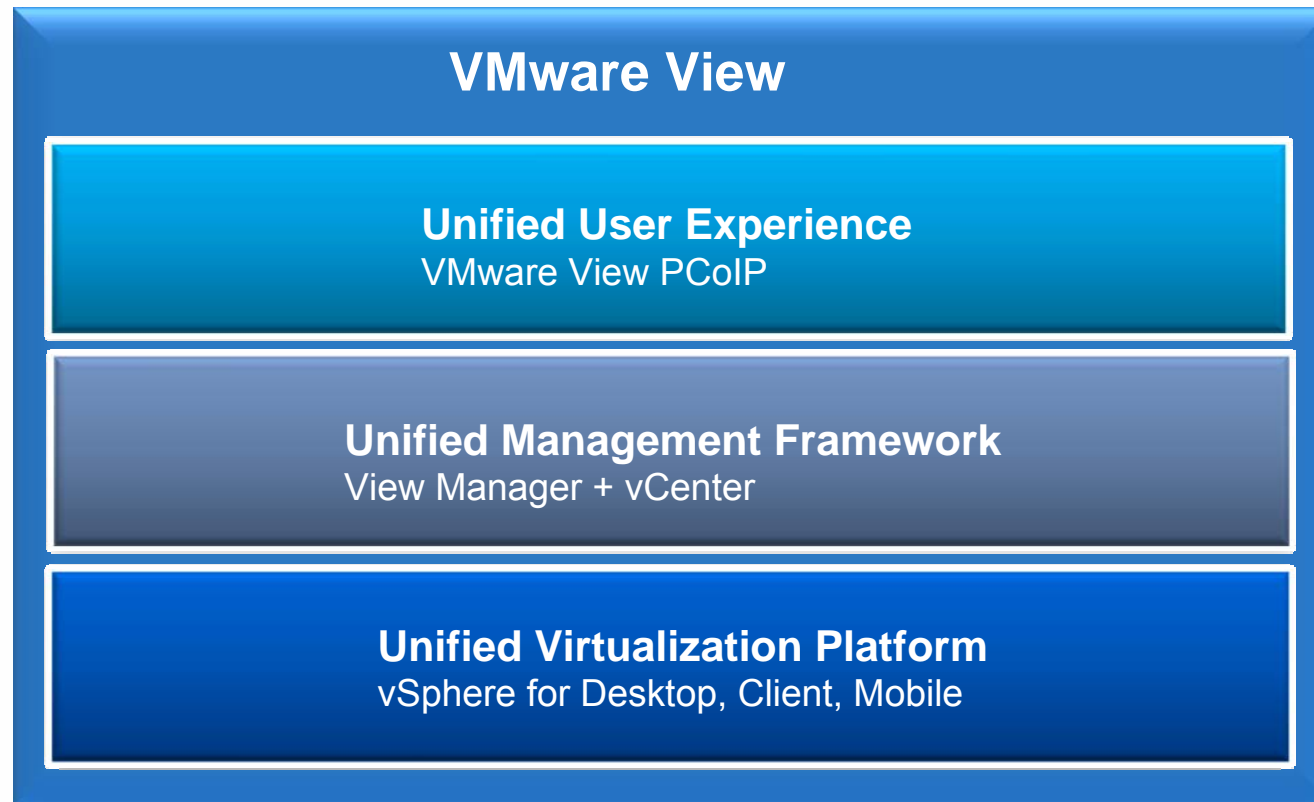 VMware View
Unified User Experience
VMware View PCoIP
Unified Management Framework
View Manager + vCenter
Unified Virtualization Platform
vSphere for Desktop, Client, Mobile